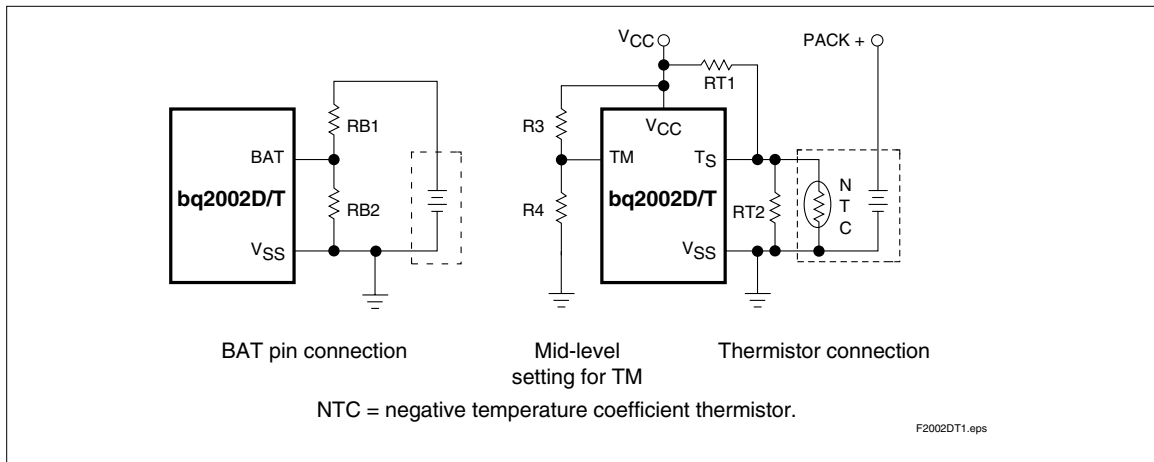 VCC
PACK +
RT1
RB1
BAT
bq2002D/T
RB2
VSS
R3
VCC
TM
TS
bq2002D/T
R4
RT2
VSS
N
T
C
BAT pin connection
Mid-level
setting for TM
Thermistor connection
NTC = negative temperature coefficient thermistor.
F2002DT1.eps